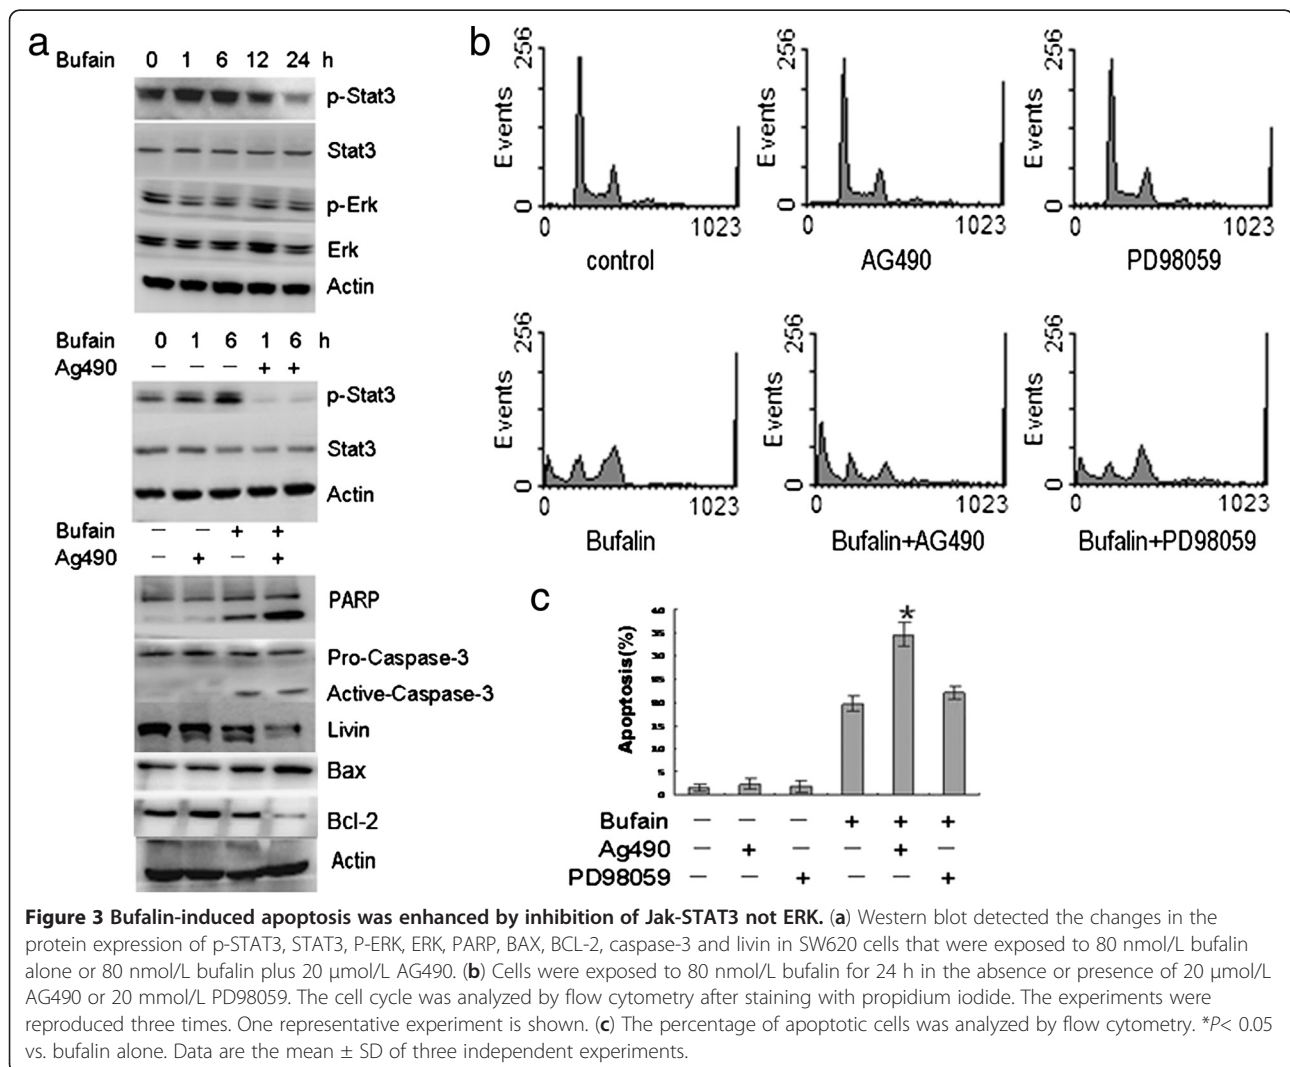 a
Bufain 0 1 6 12 24 h
p-Stat3
Stat3
p-Erk
Erk
Actin
Bufain 0 1 6 1 6 h
Ag490 – – – + +
p-Stat3
Stat3
Actin
Bufain – – + +
Ag490 – + – +
PARP
Pro-Caspase-3
Active-Caspase-3
Livin
Bax
Bcl-2
Actin
b
256 256 256
Events Events Events
0 0 0
0 1023 0 1023 0 1023
control AG490 PD98059
256 256 256
Events Events Events
0 0 0
0 1023 0 1023 0 1023
Bufalin Bufalin+AG490 Bufalin+PD98059
c
Apoptosis(%)
40
35
30
25
20
15
10
5
0
*
Bufain – – – + + +
Ag490 – + – – + –
PD98059 – – + – – +
Figure 3 Bufalin-induced apoptosis was enhanced by inhibition of Jak-STAT3 not ERK. (a) Western blot detected the changes in the
protein expression of p-STAT3, STAT3, P-ERK, ERK, PARP, BAX, BCL-2, caspase-3 and livin in SW620 cells that were exposed to 80 nmol/L bufalin
alone or 80 nmol/L bufalin plus 20 μmol/L AG490. (b) Cells were exposed to 80 nmol/L bufalin for 24 h in the absence or presence of 20 μmol/L
AG490 or 20 mmol/L PD98059. The cell cycle was analyzed by flow cytometry after staining with propidium iodide. The experiments were
reproduced three times. One representative experiment is shown. (c) The percentage of apoptotic cells was analyzed by flow cytometry. *P< 0.05
vs. bufalin alone. Data are the mean ± SD of three independent experiments.